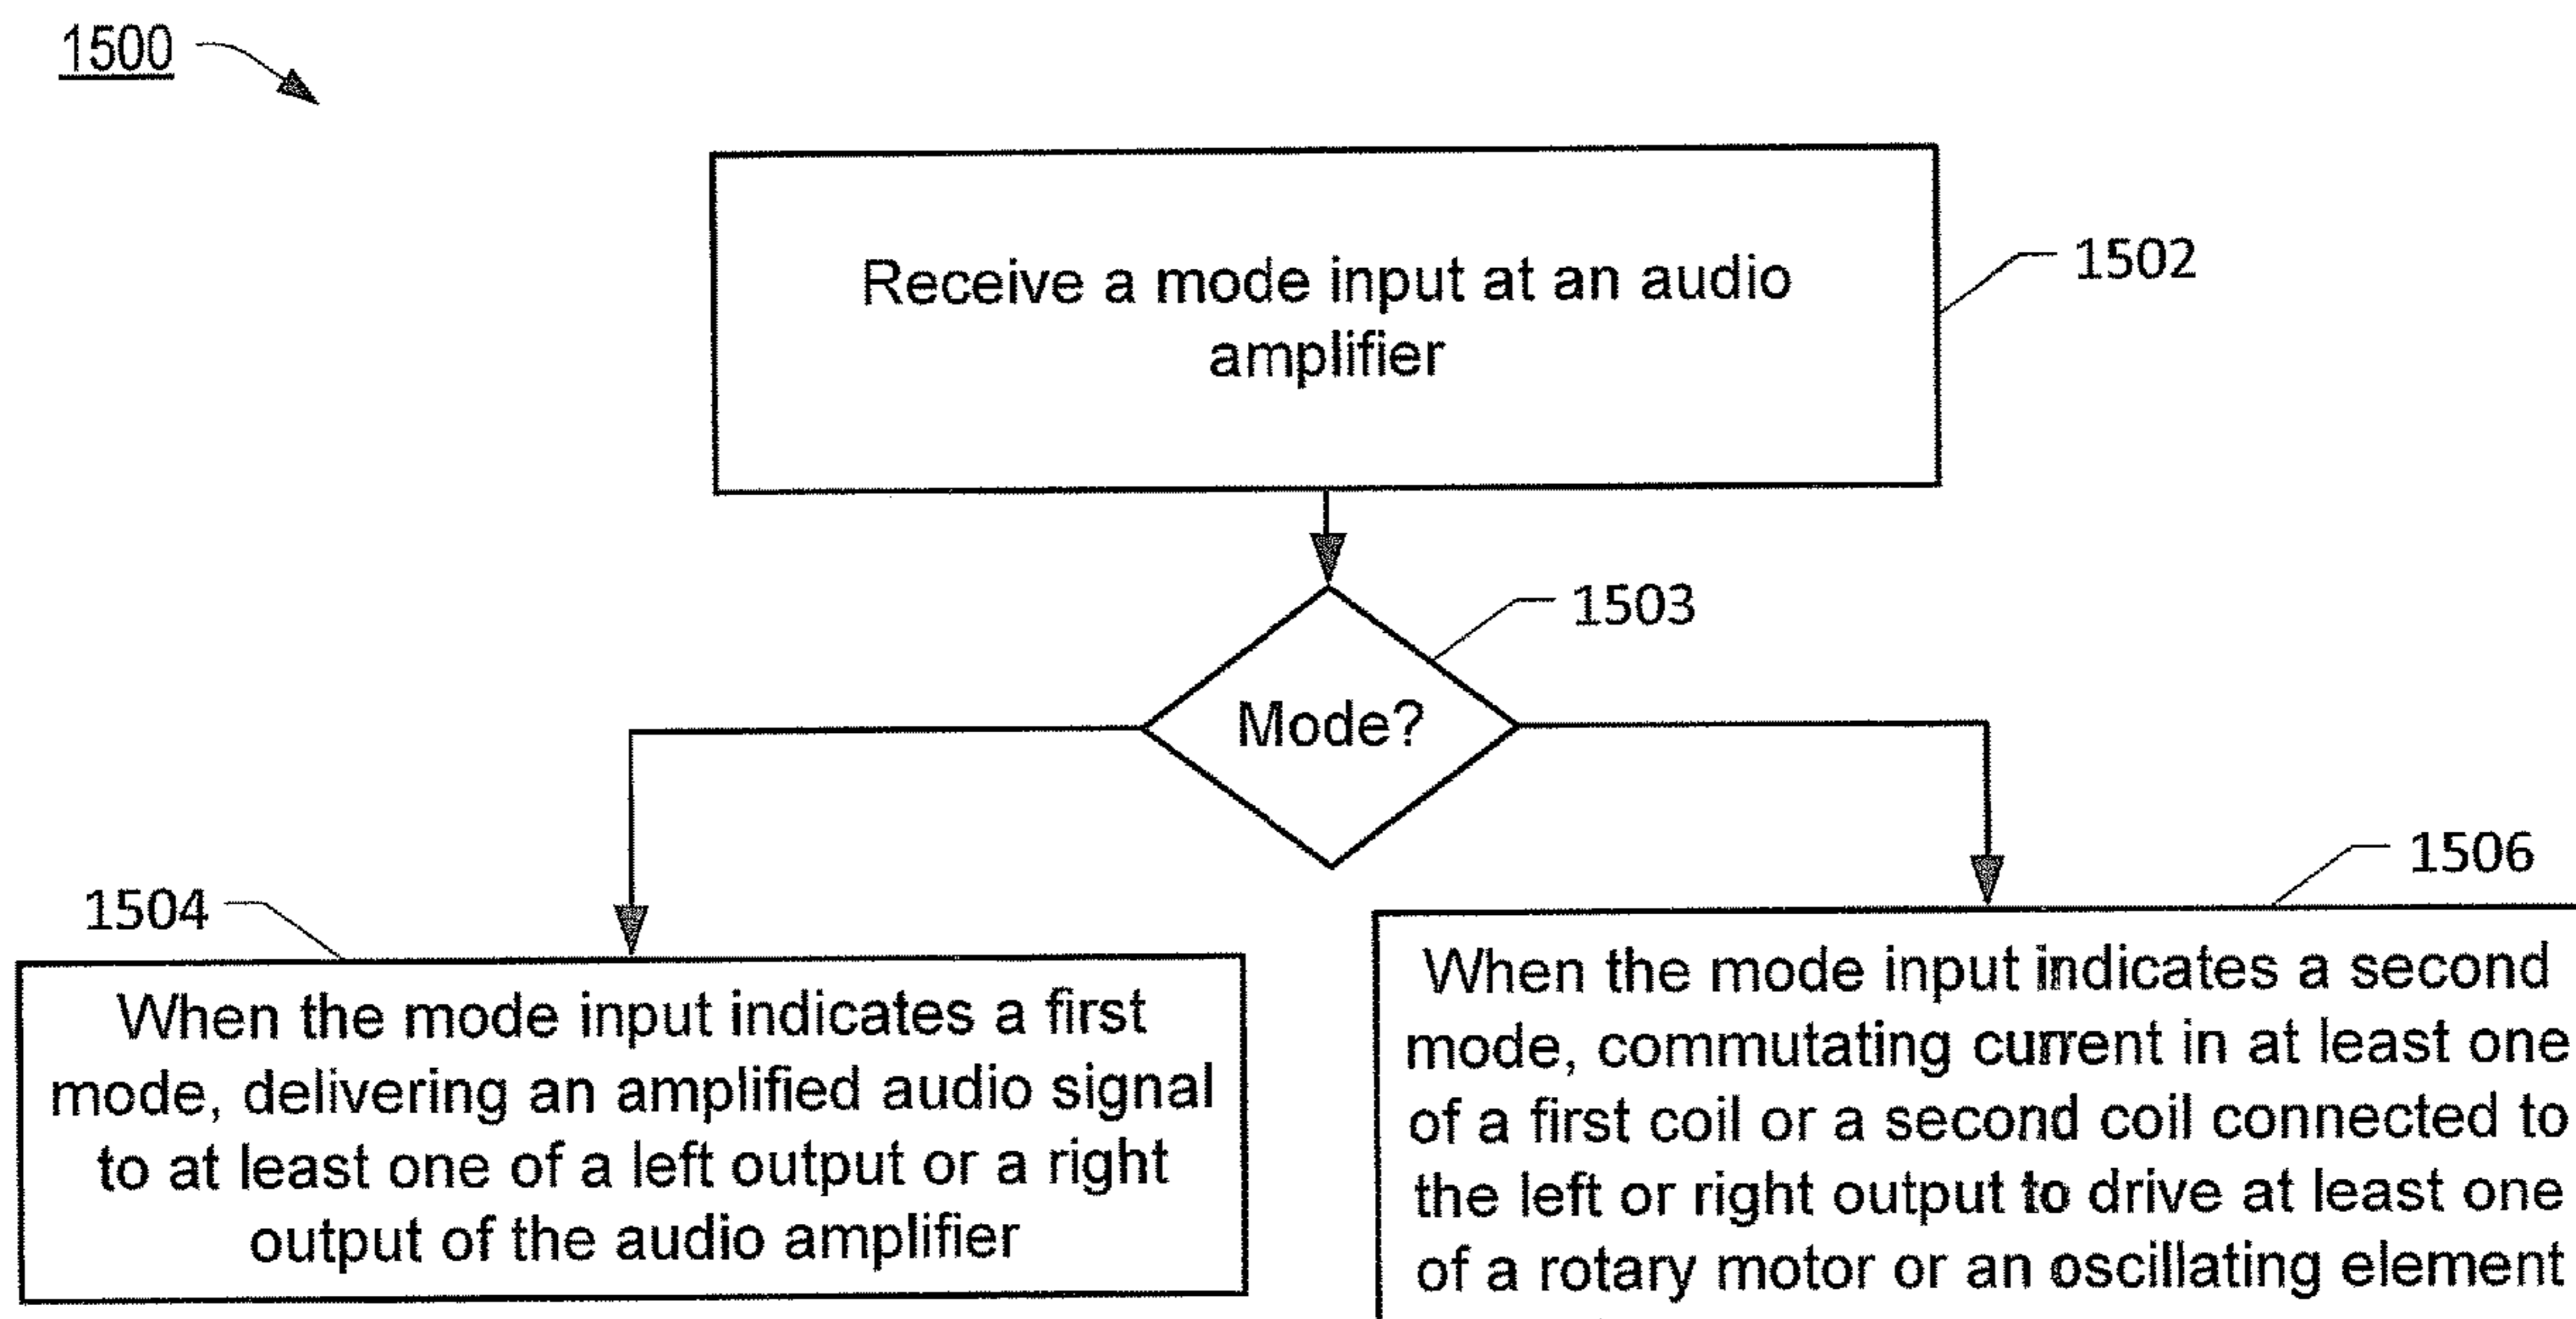 1500
Receive a mode input at an audio
amplifier
1502
1503
Mode?
1504
When the mode input indicates a first
mode, delivering an amplified audio signal
to at least one of a left output or a right
output of the audio amplifier
1506
When the mode input indicates a second
mode, commutating current in at least one
of a first coil or a second coil connected to
the left or right output to drive at least one
of a rotary motor or an oscillating element